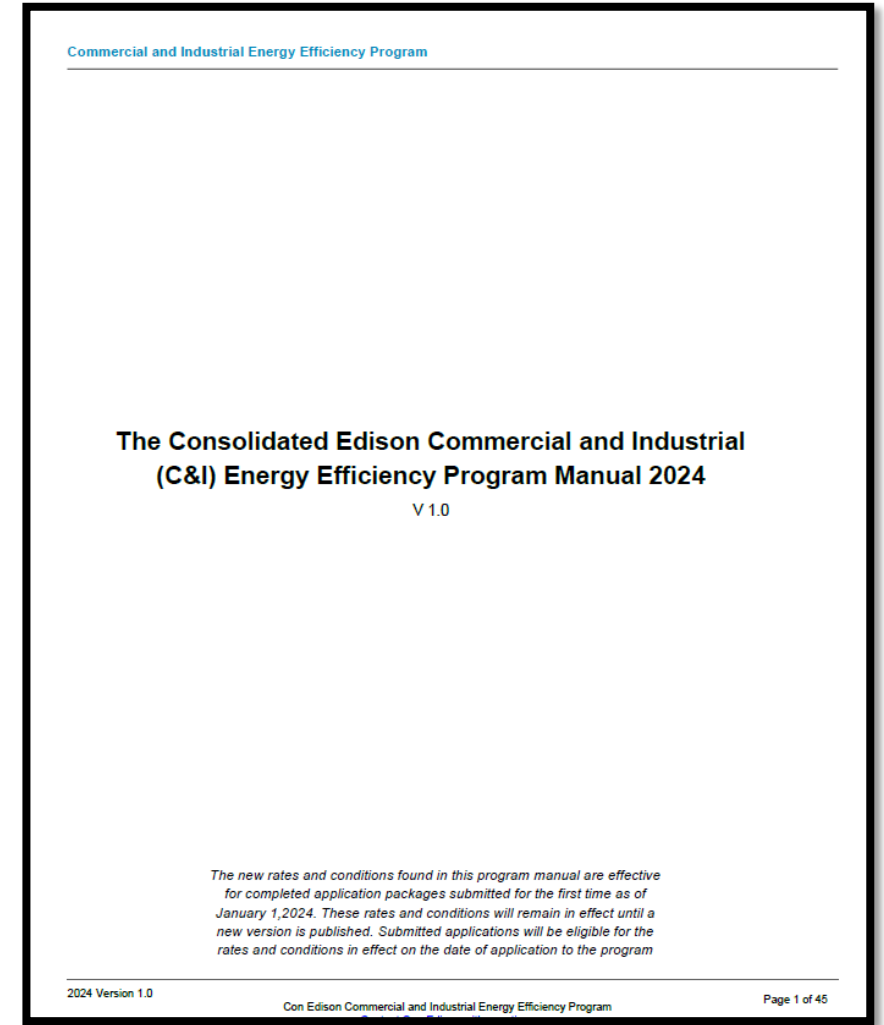 Commercial and Industrial Energy Efficiency Program
The Consolidated Edison Commercial and Industrial
(C&I) Energy Efficiency Program Manual 2024
V 1.0
The new rates and conditions found in this program manual are effective
for completed application packages submitted for the first time as of
January 1,2024. These rates and conditions will remain in effect until a
new version is published. Submitted applications will be eligible for the
rates and conditions in effect on the date of application to the program
2024 Version 1.0
Con Edison Commercial and Industrial Energy Efficiency Program
Page 1 of 45